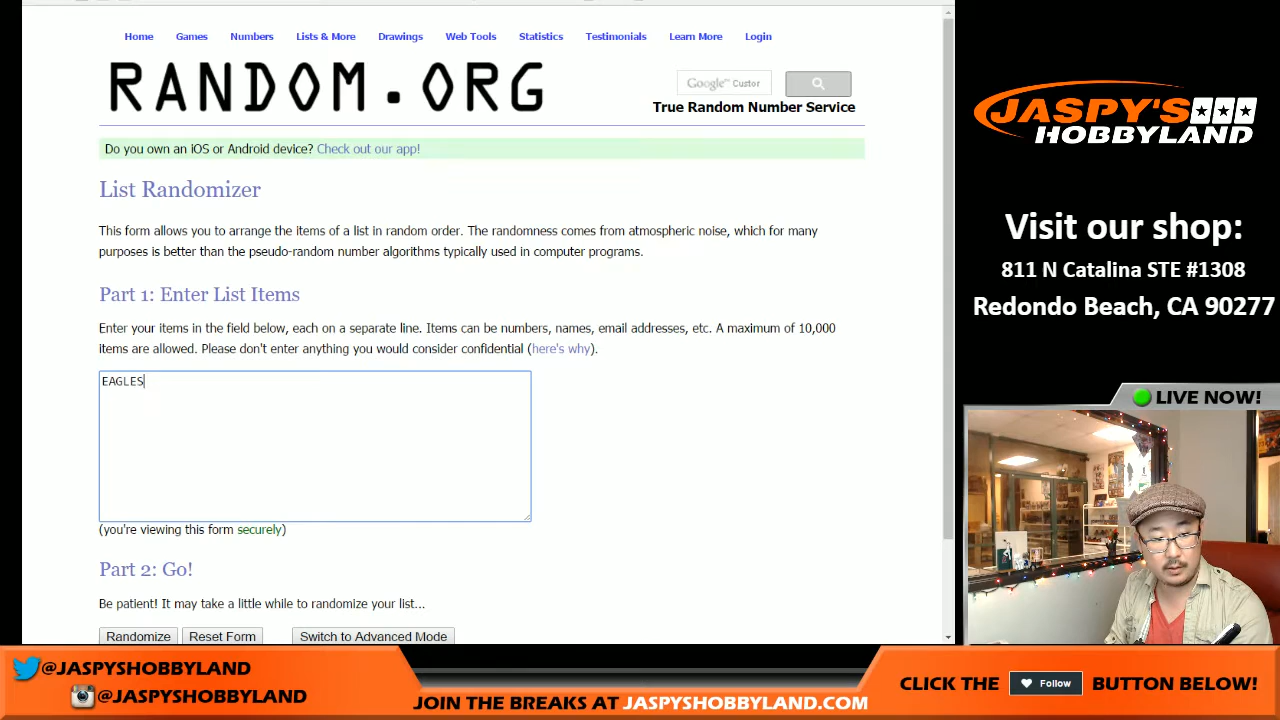 Home Games Numbers Lists & More Drawings Web Tools Statistics Testimonials Learn More Login
RANDOM.ORG
Google™ Custor
True Random Number Service
Do you own an iOS or Android device? Check out our app!
List Randomizer
This form allows you to arrange the items of a list in random order. The randomness comes from atmospheric noise, which for many
purposes is better than the pseudo-random number algorithms typically used in computer programs.
Part 1: Enter List Items
Enter your items in the field below, each on a separate line. Items can be numbers, names, email addresses, etc. A maximum of 10,000
items are allowed. Please don't enter anything you would consider confidential (here's why).
EAGLES
(you're viewing this form securely)
Part 2: Go!
Be patient! It may take a little while to randomize your list...
Randomize Reset Form Switch to Advanced Mode
JASPY'S
HOBBYLAND
Visit our shop:
811 N Catalina STE #1308
Redondo Beach, CA 90277
LIVE NOW!
@JASPYSHOBBYLAND
@JASPYSHOBBYLAND
JOIN THE BREAKS AT JASPYSHOBBYLAND.COM
CLICK THE Follow BUTTON BELOW!